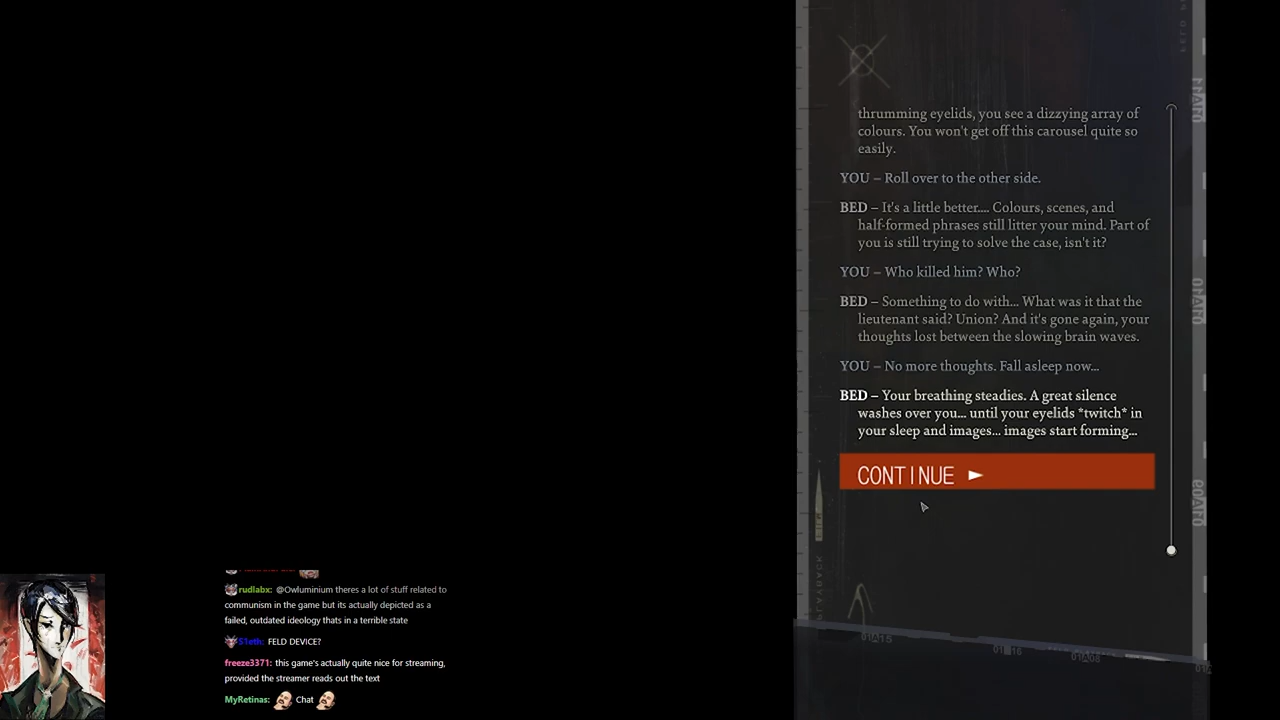 thrumming eyelids, you see a dizzying array of
colours. You won't get off this carousel quite so
easily.
YOU – Roll over to the other side.
BED – It's a little better.... Colours, scenes, and
half-formed phrases still litter your mind. Part of
you is still trying to solve the case, isn't it?
YOU – Who killed him? Who?
BED – Something to do with... What was it that the
lieutenant said? Union? And it's gone again, your
thoughts lost between the slowing brain waves.
YOU – No more thoughts. Fall asleep now...
BED – Your breathing steadies. A great silence
washes over you... until your eyelids *twitch* in
your sleep and images... images start forming...
CONTINUE
rudlabx: @Owluminium theres a lot of stuff related to
communism in the game but its actually depicted as a
failed, outdated ideology thats in a terrible state
S1eth: FELD DEVICE?
freeze3371: this game's actually quite nice for streaming,
provided the streamer reads out the text
MyRetinas: Chat